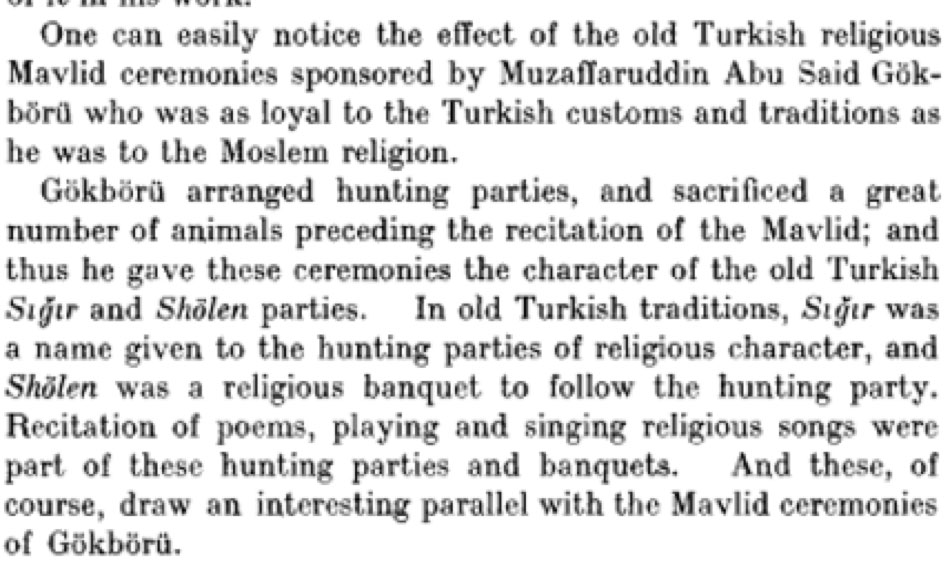 One can easily notice the effect of the old Turkish religious
Mavlid ceremonies sponsored by Muzaffaruddin Abu Said Gök-
börü who was as loyal to the Turkish customs and traditions as
he was to the Moslem religion.
Gökbörü arranged hunting parties, and sacrificed a great
number of animals preceding the recitation of the Mavlid; and
thus he gave these ceremonies the character of the old Turkish
Sığır and Shölen parties. In old Turkish traditions, Sığır was
a name given to the hunting parties of religious character, and
Shölen was a religious banquet to follow the hunting party.
Recitation of poems, playing and singing religious songs were
part of these hunting parties and banquets. And these, of
course, draw an interesting parallel with the Mavlid ceremonies
of Gökbörü.